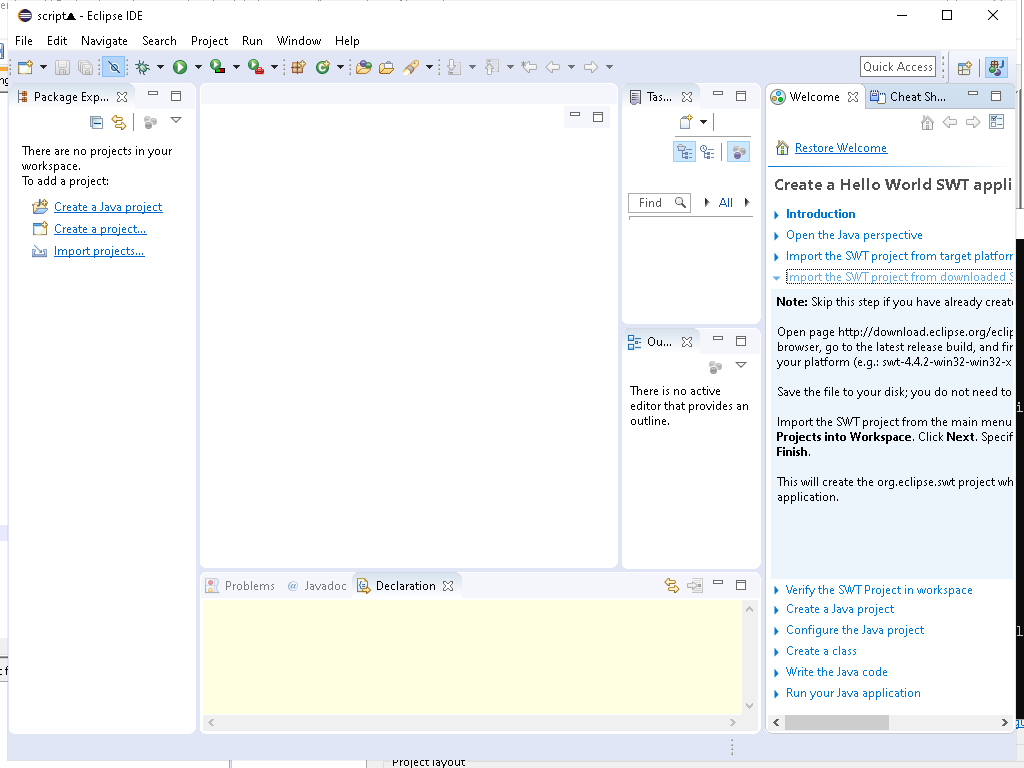 script▲ - Eclipse IDE
File Edit Navigate Search Project Run Window Help
Quick Access
Package Exp...
There are no projects in your
workspace.
To add a project:
Create a Java project
Create a project...
Import projects...
Tas...
Find
All
Ou...
There is no active
editor that provides an
outline.
Welcome
Cheat Sh...
Restore Welcome
Create a Hello World SWT appli
Introduction
Open the Java perspective
Import the SWT project from target platform
Import the SWT project from downloaded S
Note: Skip this step if you have already creat
Open page http://download.eclipse.org/eclip
browser, go to the latest release build, and fin
your platform (e.g.: swt-4.4.2-win32-win32-x
Save the file to your disk; you do not need to
Import the SWT project from the main menu
Projects into Workspace. Click Next. Specif
Finish.
This will create the org.eclipse.swt project wh
application.
Verify the SWT Project in workspace
Create a Java project
Configure the Java project
Create a class
Write the Java code
Run your Java application
Problems @ Javadoc Declaration
Project layout